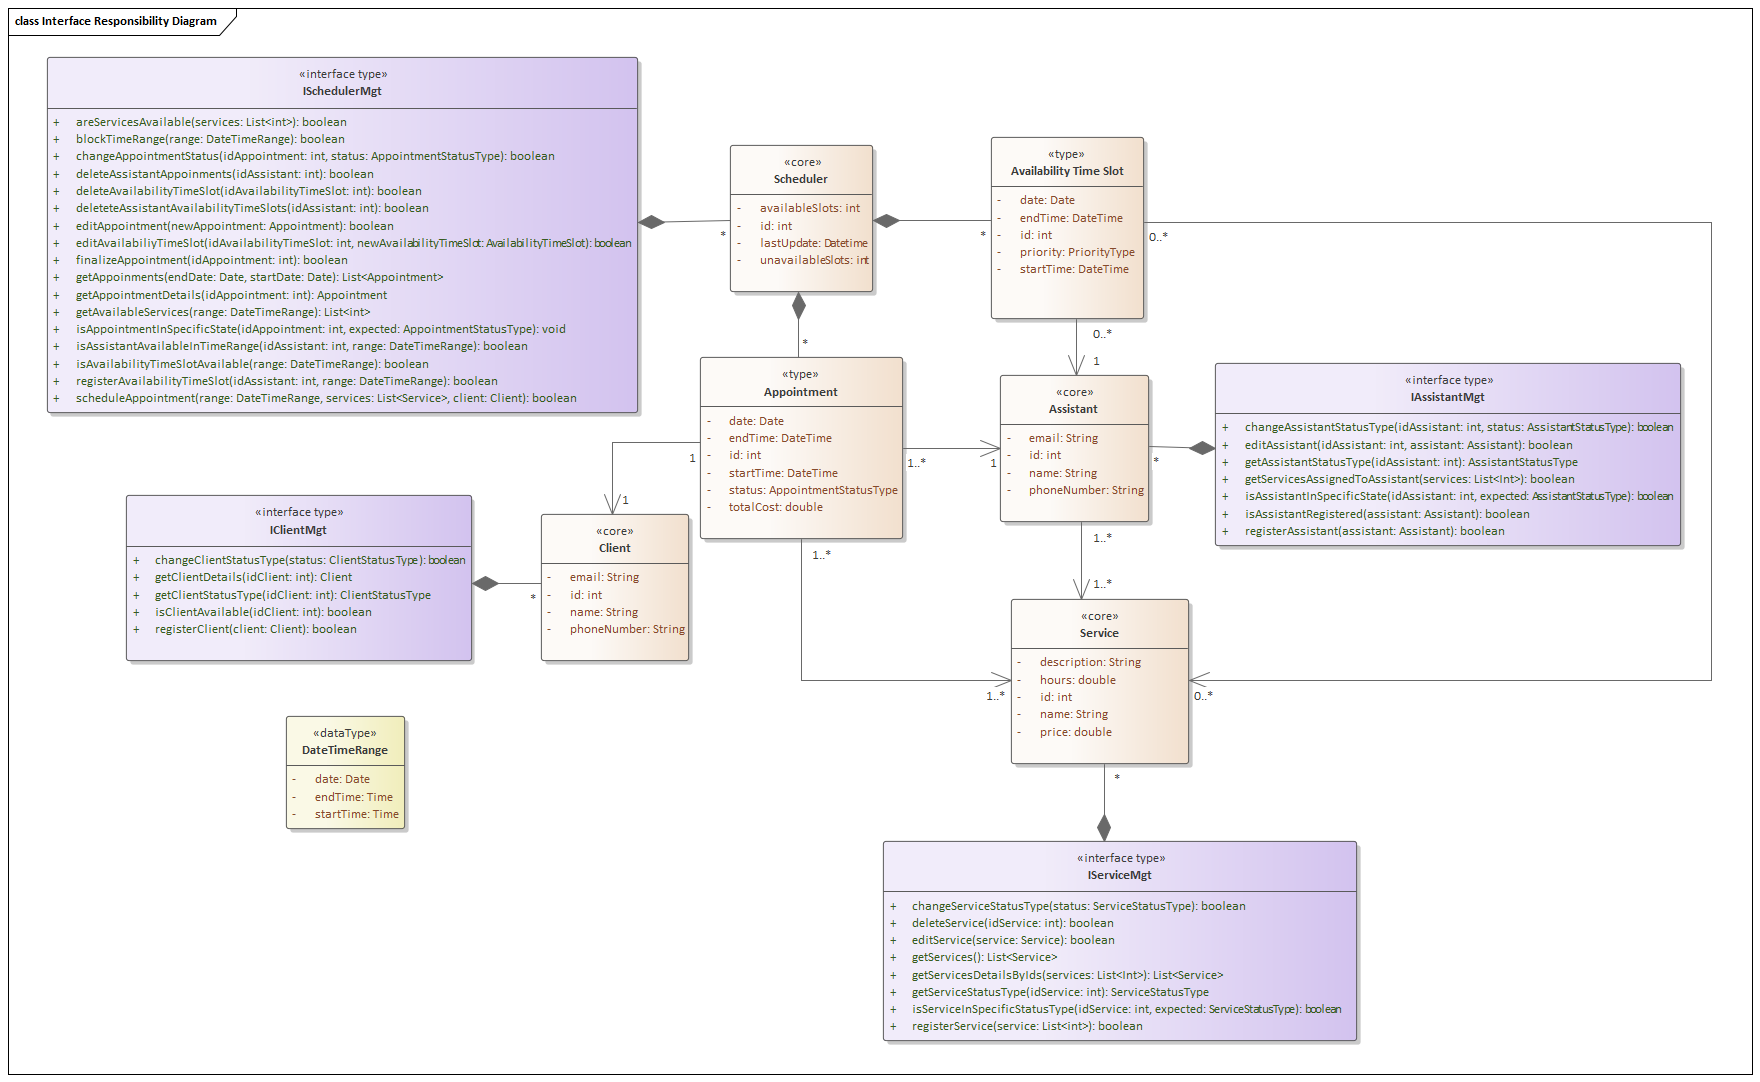 class Interface Responsibility Diagram
«interface type»
ISchedulerMgt
+ areServicesAvailable(services: List<int>): boolean
+ blockTimeRange(range: DateTimeRange): boolean
+ changeAppointmentStatus(idAppointment: int, status: AppointmentStatusType): boolean
+ deleteAssistantAppoinments(idAssistant: int): boolean
+ deleteAvailabilityTimeSlot(idAvailabilityTimeSlot: int): boolean
+ deleteteAssistantAvailabilityTimeSlots(idAssistant: int): boolean
+ editAppointment(newAppointment: Appointment): boolean
+ editAvailabiliyTimeSlot(idAvailabilityTimeSlot: int, newAvailabilityTimeSlot: AvailabilityTimeSlot): boolean
+ finalizeAppointment(idAppointment: int): boolean
+ getAppoinments(endDate: Date, startDate: Date): List<Appointment>
+ getAppointmentDetails(idAppointment: int): Appointment
+ getAvailableServices(range: DateTimeRange): List<int>
+ isAppointmentInSpecificState(idAppointment: int, expected: AppointmentStatusType): void
+ isAssistantAvailableInTimeRange(idAssistant: int, range: DateTimeRange): boolean
+ isAvailabilityTimeSlotAvailable(range: DateTimeRange): boolean
+ registerAvailabilityTimeSlot(idAssistant: int, range: DateTimeRange): boolean
+ scheduleAppointment(range: DateTimeRange, services: List<Service>, client: Client): boolean
*
«core»
Scheduler
- availableSlots: int
- id: int
- lastUpdate: Datetime
- unavailableSlots: int
*
*
«type»
Availability Time Slot
- date: Date
- endTime: DateTime
- id: int
- priority: PriorityType
- startTime: DateTime
0..*
0..*
1
«type»
Appointment
- date: Date
- endTime: DateTime
- id: int
- startTime: DateTime
- status: AppointmentStatusType
- totalCost: double
1
1
1..*
1
1..*
1..*
«core»
Assistant
- email: String
- id: int
- name: String
- phoneNumber: String
*
1..*
1..*
«interface type»
IAssistantMgt
+ changeAssistantStatusType(idAssistant: int, status: AssistantStatusType): boolean
+ editAssistant(idAssistant: int, assistant: Assistant): boolean
+ getAssistantStatusType(idAssistant: int): AssistantStatusType
+ getServicesAssignedToAssistant(services: List<Int>): boolean
+ isAssistantInSpecificState(idAssistant: int, expected: AssistantStatusType): boolean
+ isAssistantRegistered(assistant: Assistant): boolean
+ registerAssistant(assistant: Assistant): boolean
«interface type»
IClientMgt
+ changeClientStatusType(status: ClientStatusType): boolean
+ getClientDetails(idClient: int): Client
+ getClientStatusType(idClient: int): ClientStatusType
+ isClientAvailable(idClient: int): boolean
+ registerClient(client: Client): boolean
*
«core»
Client
- email: String
- id: int
- name: String
- phoneNumber: String
«core»
Service
- description: String
- hours: double
- id: int
- name: String
- price: double
0..*
*
«dataType»
DateTimeRange
- date: Date
- endTime: Time
- startTime: Time
«interface type»
IServiceMgt
+ changeServiceStatusType(status: ServiceStatusType): boolean
+ deleteService(idService: int): boolean
+ editService(service: Service): boolean
+ getServices(): List<Service>
+ getServicesDetailsByIds(services: List<Int>): List<Service>
+ getServiceStatusType(idService: int): ServiceStatusType
+ isServiceInSpecificStatusType(idService: int, expected: ServiceStatusType): boolean
+ registerService(service: List<int>): boolean